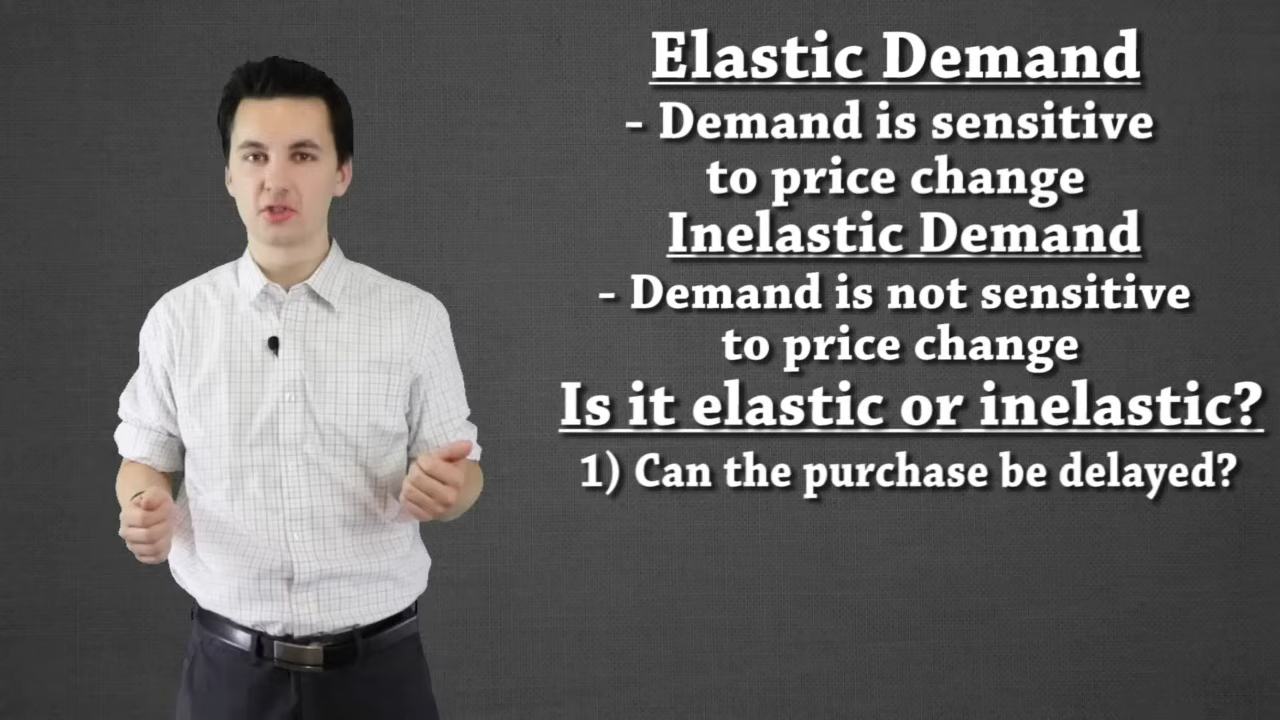 Elastic Demand
- Demand is sensitive
to price change
Inelastic Demand
- Demand is not sensitive
to price change
Is it elastic or inelastic?
1) Can the purchase be delayed?